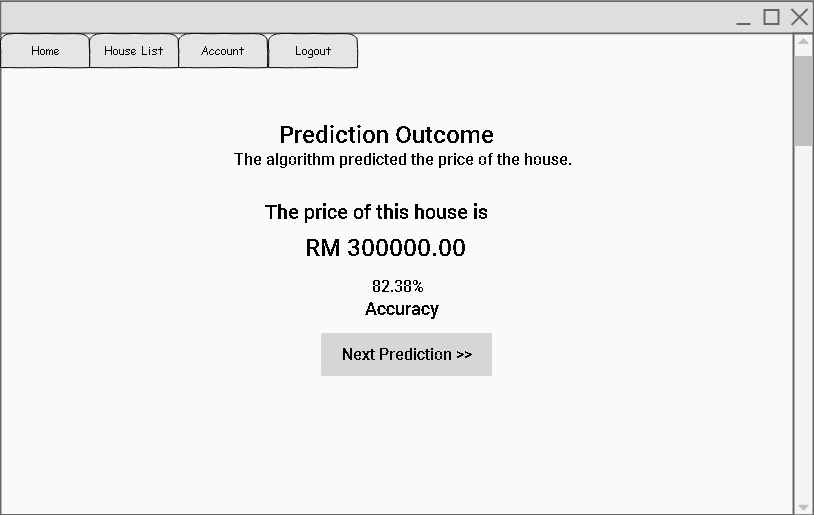 Home House List Account Logout
Prediction Outcome
The algorithm predicted the price of the house.
The price of this house is
RM 300000.00
82.38%
Accuracy
Next Prediction >>